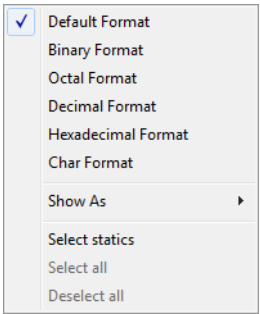 Default Format
Binary Format
Octal Format
Decimal Format
Hexadecimal Format
Char Format
Show As
Select statics
Select all
Deselect all